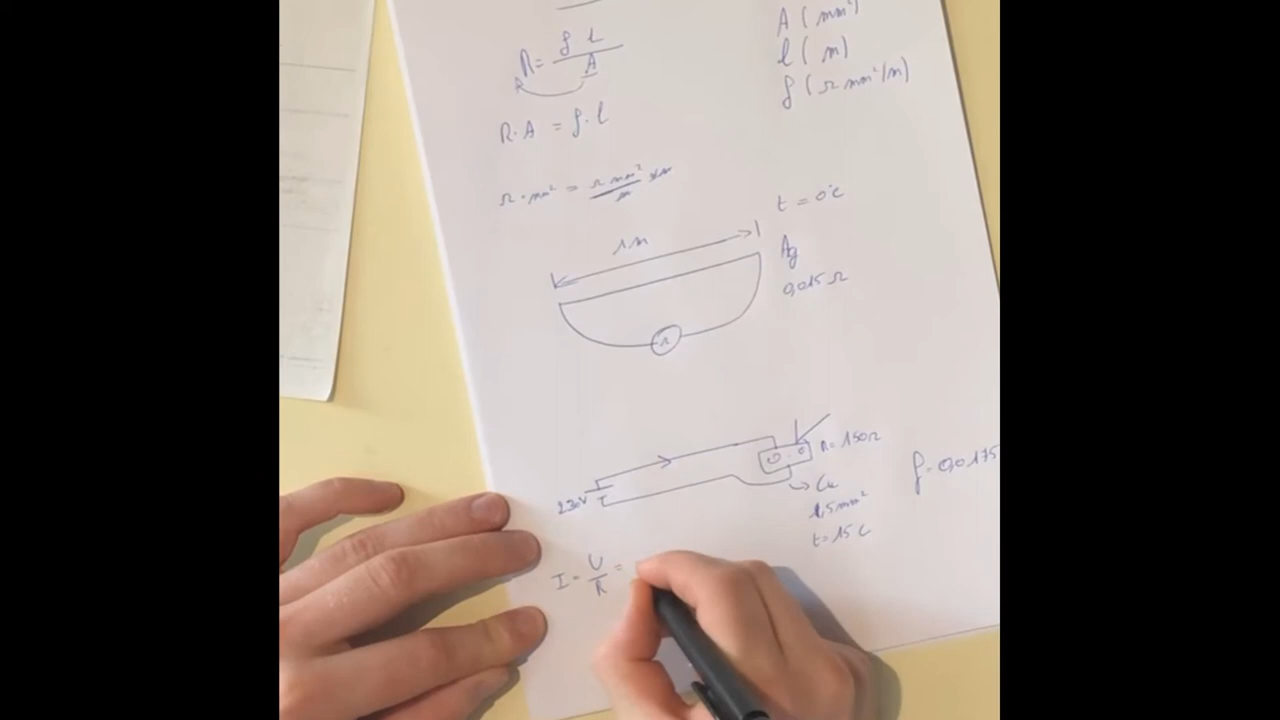 R = ρ l / A
A (mm²)
l (m)
ρ (Ω mm²/m)
R·A = ρ·l
Ω·mm² = Ω mm²/m · m
t = 0°C
1m
Ag
0,015 Ω
Ω
R=150Ω
ρ=0,0175
230V
Cu
1,5mm²
t=15 C
I = U/R =